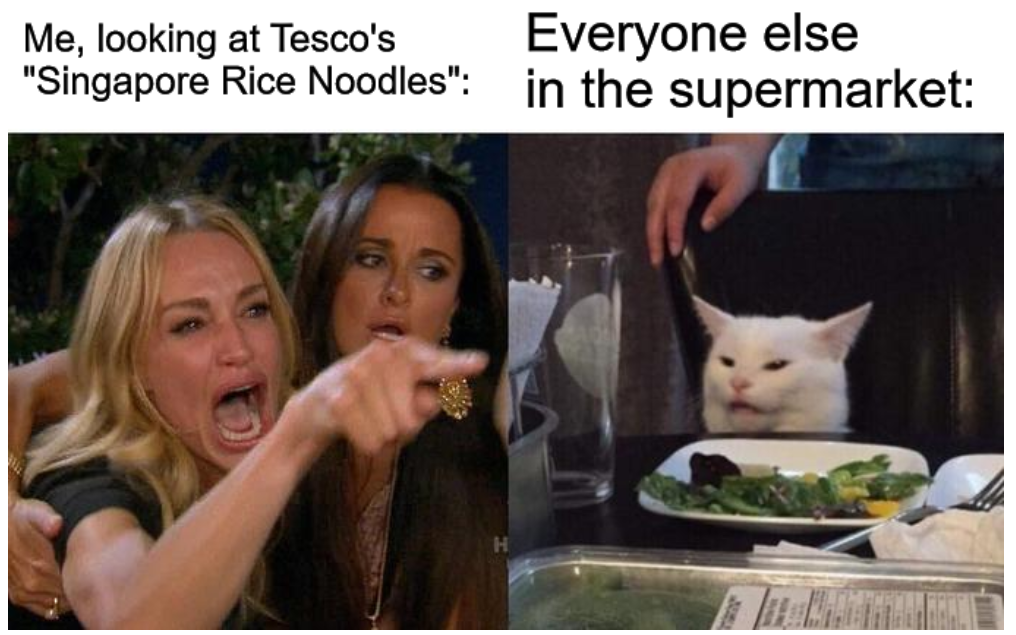 Me, looking at Tesco's
"Singapore Rice Noodles":
Everyone else
in the supermarket:
H